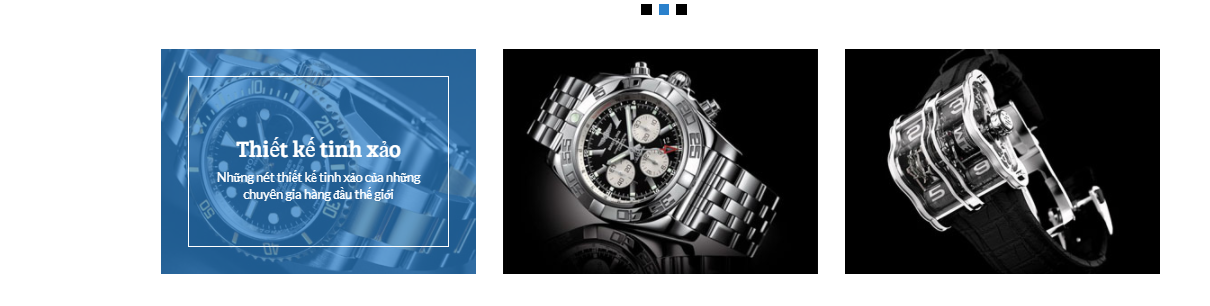 Thiết kế tinh xảo
Những nét thiết kế tinh xảo của những
chuyên gia hàng đầu thế giới